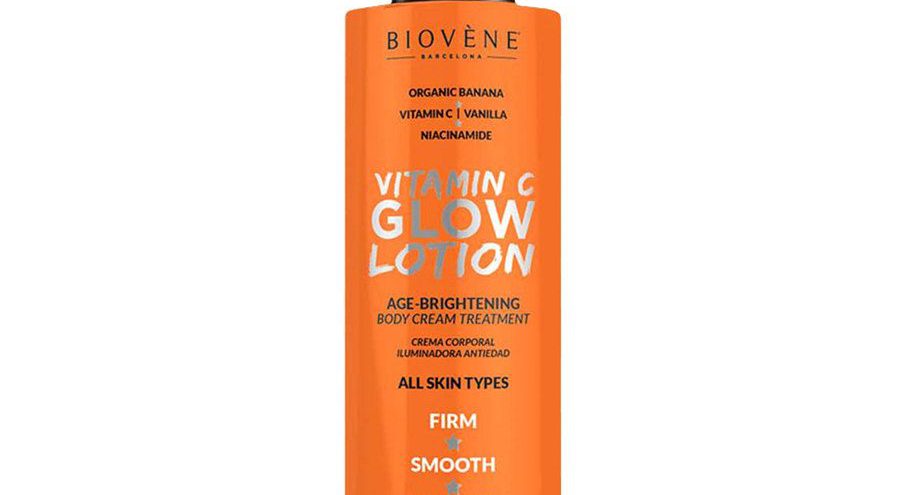 BIOVÈNE
BARCELONA
ORGANIC BANANA
VITAMIN C | VANILLA
NIACINAMIDE
VITAMIN C
GLOW
LOTION
AGE-BRIGHTENING
BODY CREAM TREATMENT
CREMA CORPORAL
ILUMINADORA ANTIEDAD
ALL SKIN TYPES
FIRM
SMOOTH